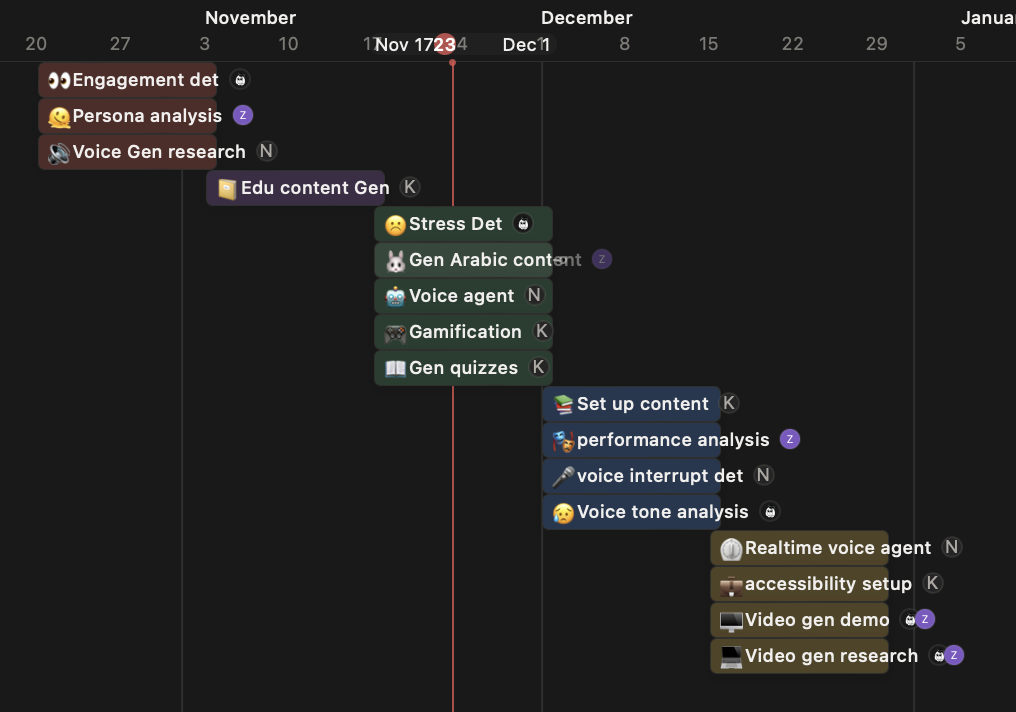 November December Janua
20 27 3 10 17 Nov 17 23 24 Dec 1 1 8 15 22 29 5
Engagement det
Persona analysis Z
Voice Gen research N
Edu content Gen K
Stress Det
Gen Arabic content Z
Voice agent N
Gamification K
Gen quizzes K
Set up content K
performance analysis Z
voice interrupt det N
Voice tone analysis
Realtime voice agent N
accessibility setup K
Video gen demo Z
Video gen research Z